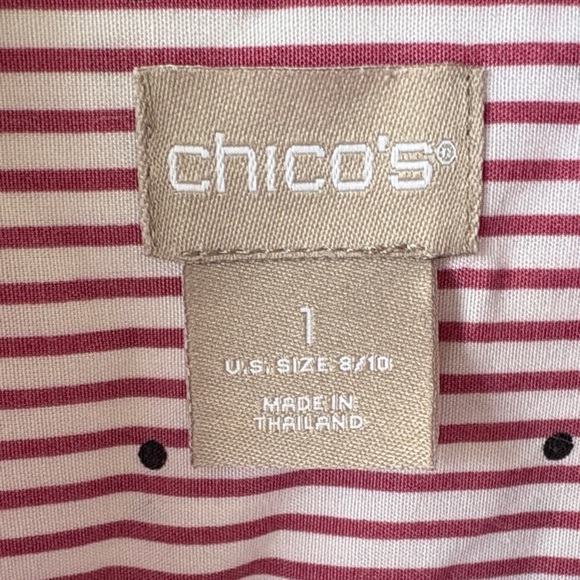 chico's®
1
U.S. SIZE 8/10
MADE IN
THAILAND